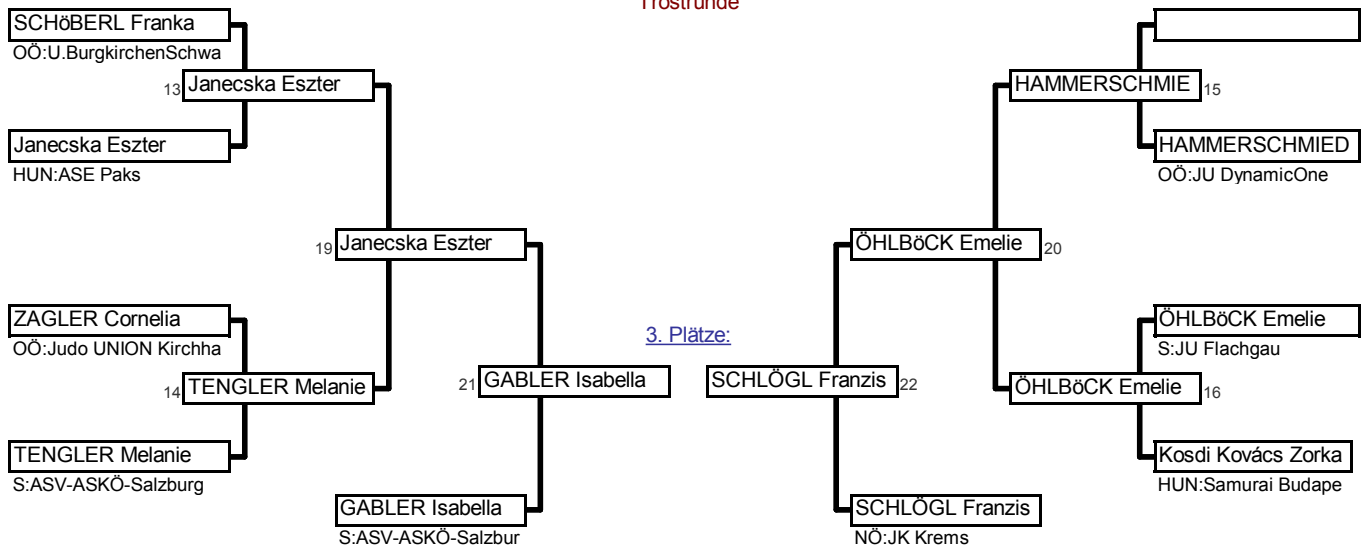 Trostrunde
SCHöBERL Franka
OÖ:U.BurgkirchenSchwa
13 Janecska Eszter
HAMMERSCHMIE 15
Janecska Eszter
HUN:ASE Paks
HAMMERSCHMIED
OÖ:JU DynamicOne
19 Janecska Eszter
ÖHLBöCK Emelie 20
ZAGLER Cornelia
OÖ:Judo UNION Kirchha
3. Plätze:
ÖHLBöCK Emelie
S:JU Flachgau
14 TENGLER Melanie
21 GABLER Isabella
SCHLÖGL Franzis 22
ÖHLBöCK Emelie 16
TENGLER Melanie
S:ASV-ASKÖ-Salzburg
Kosdi Kovács Zorka
HUN:Samurai Budape
GABLER Isabella
S:ASV-ASKÖ-Salzbur
SCHLÖGL Franzis
NÖ:JK Krems